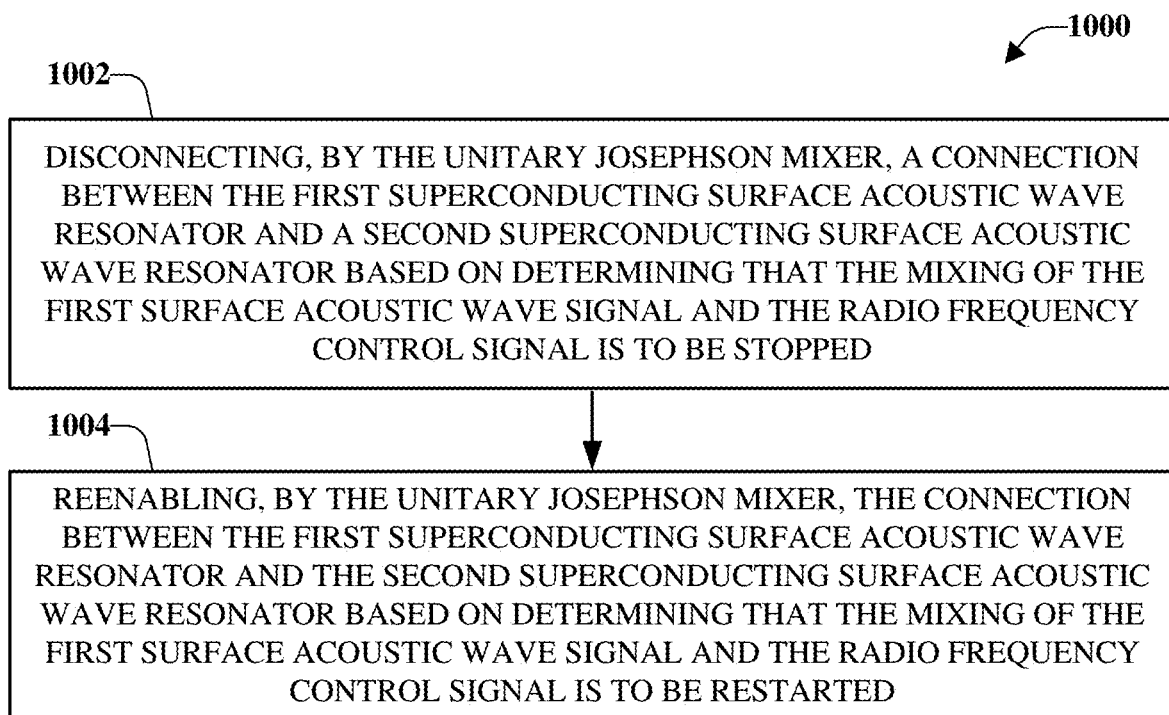 1000
1002
DISCONNECTING, BY THE UNITARY JOSEPHSON MIXER, A CONNECTION
BETWEEN THE FIRST SUPERCONDUCTING SURFACE ACOUSTIC WAVE
RESONATOR AND A SECOND SUPERCONDUCTING SURFACE ACOUSTIC
WAVE RESONATOR BASED ON DETERMINING THAT THE MIXING OF THE
FIRST SURFACE ACOUSTIC WAVE SIGNAL AND THE RADIO FREQUENCY
CONTROL SIGNAL IS TO BE STOPPED
1004
REENABLING, BY THE UNITARY JOSEPHSON MIXER, THE CONNECTION
BETWEEN THE FIRST SUPERCONDUCTING SURFACE ACOUSTIC WAVE
RESONATOR AND THE SECOND SUPERCONDUCTING SURFACE ACOUSTIC
WAVE RESONATOR BASED ON DETERMINING THAT THE MIXING OF THE
FIRST SURFACE ACOUSTIC WAVE SIGNAL AND THE RADIO FREQUENCY
CONTROL SIGNAL IS TO BE RESTARTED